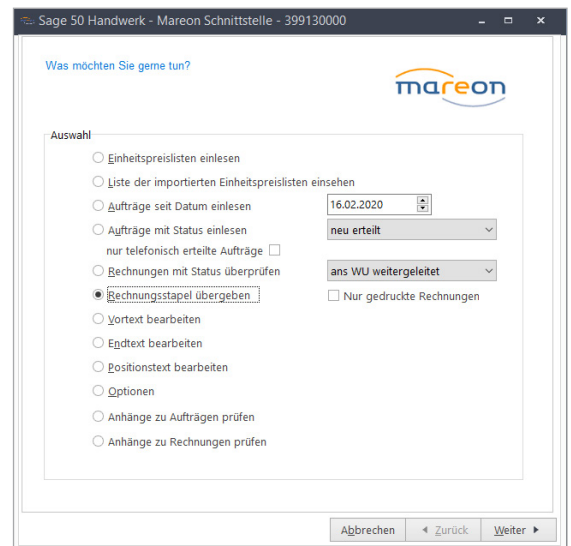 Sage 50 Handwerk - Mareon Schnittstelle - 399130000
Was möchten Sie gerne tun?
mareon
Auswahl
Einheitspreislisten einlesen
Liste der importierten Einheitspreislisten einsehen
Aufträge seit Datum einlesen 16.02.2020
Aufträge mit Status einlesen neu erteilt
nur telefonisch erteilte Aufträge
Rechnungen mit Status überprüfen ans WU weitergeleitet
Rechnungsstapel übergeben Nur gedruckte Rechnungen
Vortext bearbeiten
Endtext bearbeiten
Positionstext bearbeiten
Optionen
Anhänge zu Aufträgen prüfen
Anhänge zu Rechnungen prüfen
Abbrechen Zurück Weiter